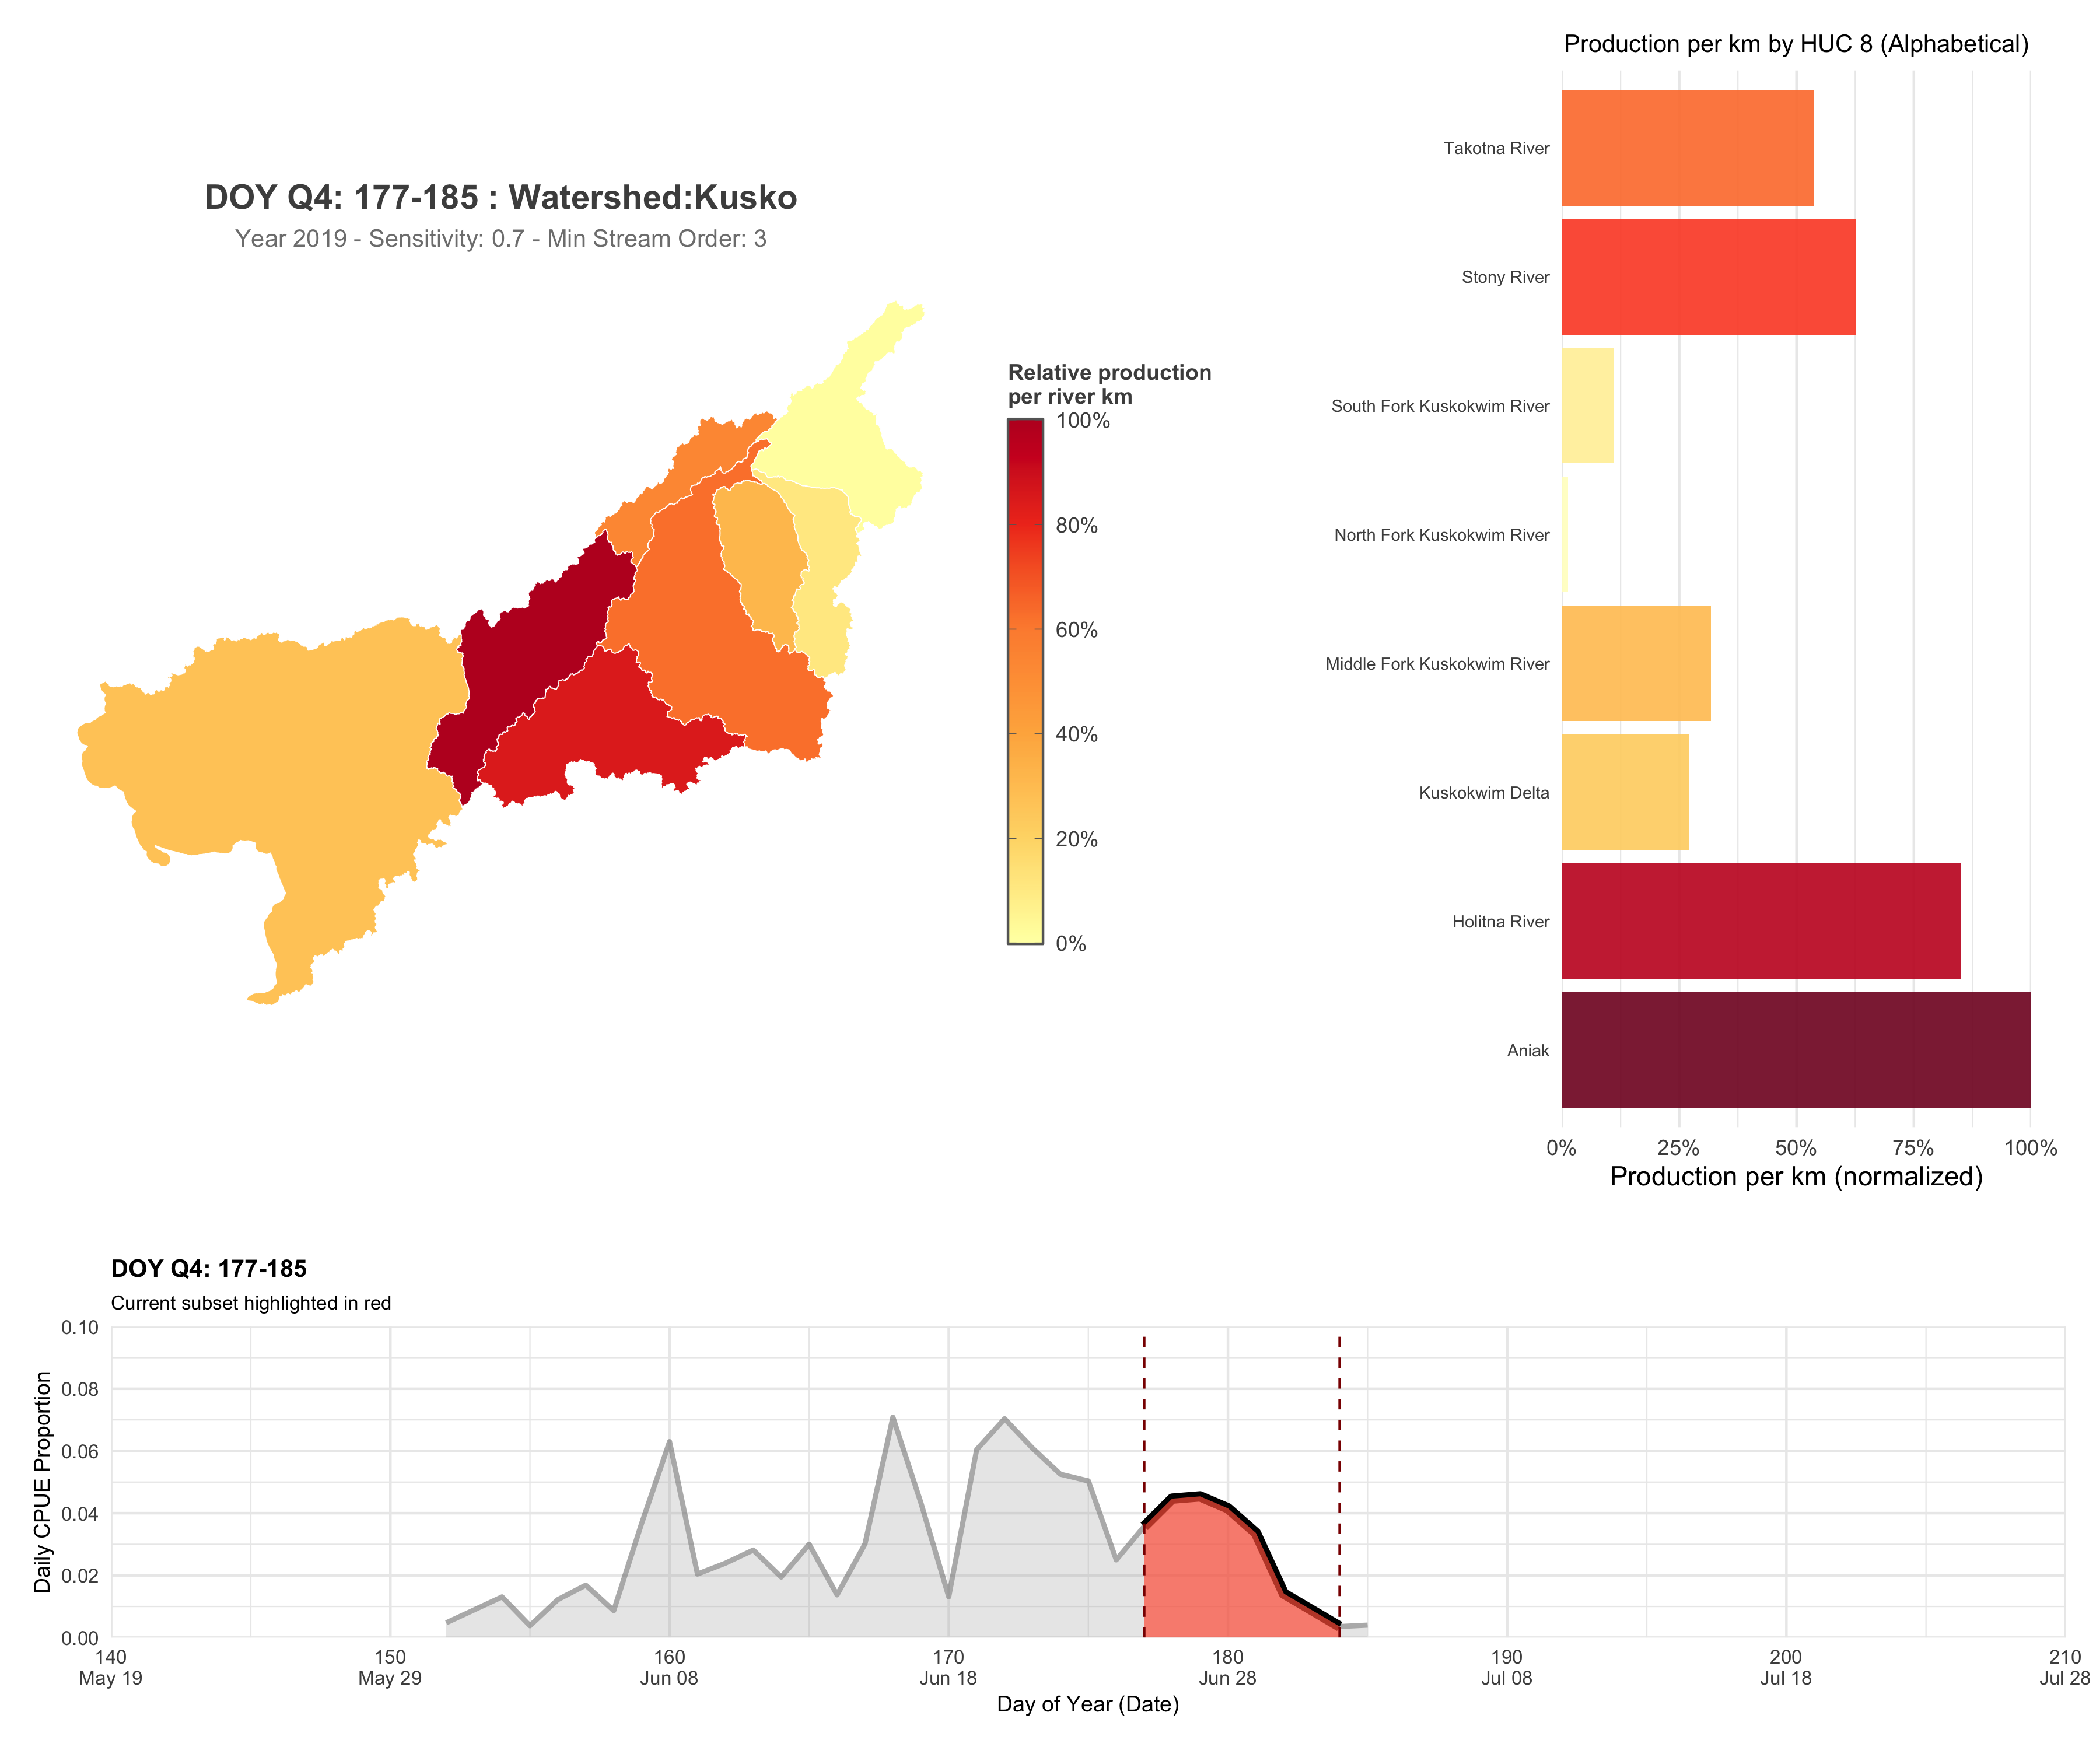 DOY Q4: 177-185 : Watershed:Kusko
Year 2019 - Sensitivity: 0.7 - Min Stream Order: 3
Relative production
per river km
100%
80%
60%
40%
20%
0%
Production per km by HUC 8 (Alphabetical)
Takotna River
Stony River
South Fork Kuskokwim River
North Fork Kuskokwim River
Middle Fork Kuskokwim River
Kuskokwim Delta
Holitna River
Aniak
0% 25% 50% 75% 100%
Production per km (normalized)
DOY Q4: 177-185
Current subset highlighted in red
Daily CPUE Proportion
0.10
0.08
0.06
0.04
0.02
0.00
140 150 160 170 180 190 200 210
May 19 May 29 Jun 08 Jun 18 Jun 28 Jul 08 Jul 18 Jul 28
Day of Year (Date)